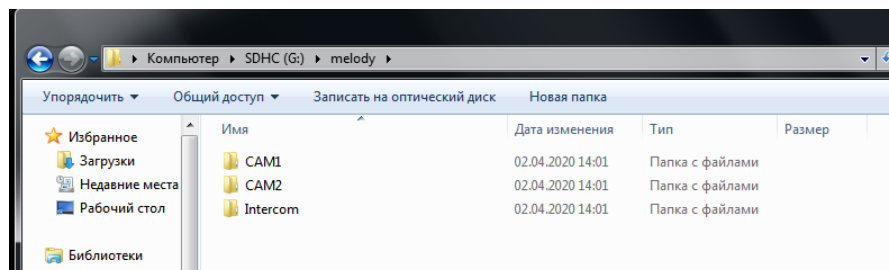 Компьютер SDHC (G:) melody
Упорядочить Общий доступ Записать на оптический диск Новая папка
Избранное
Загрузки
Недавние места
Рабочий стол
Библиотеки
Имя Дата изменения Тип Размер
CAM1 02.04.2020 14:01 Папка с файлами
CAM2 02.04.2020 14:01 Папка с файлами
Intercom 02.04.2020 14:01 Папка с файлами